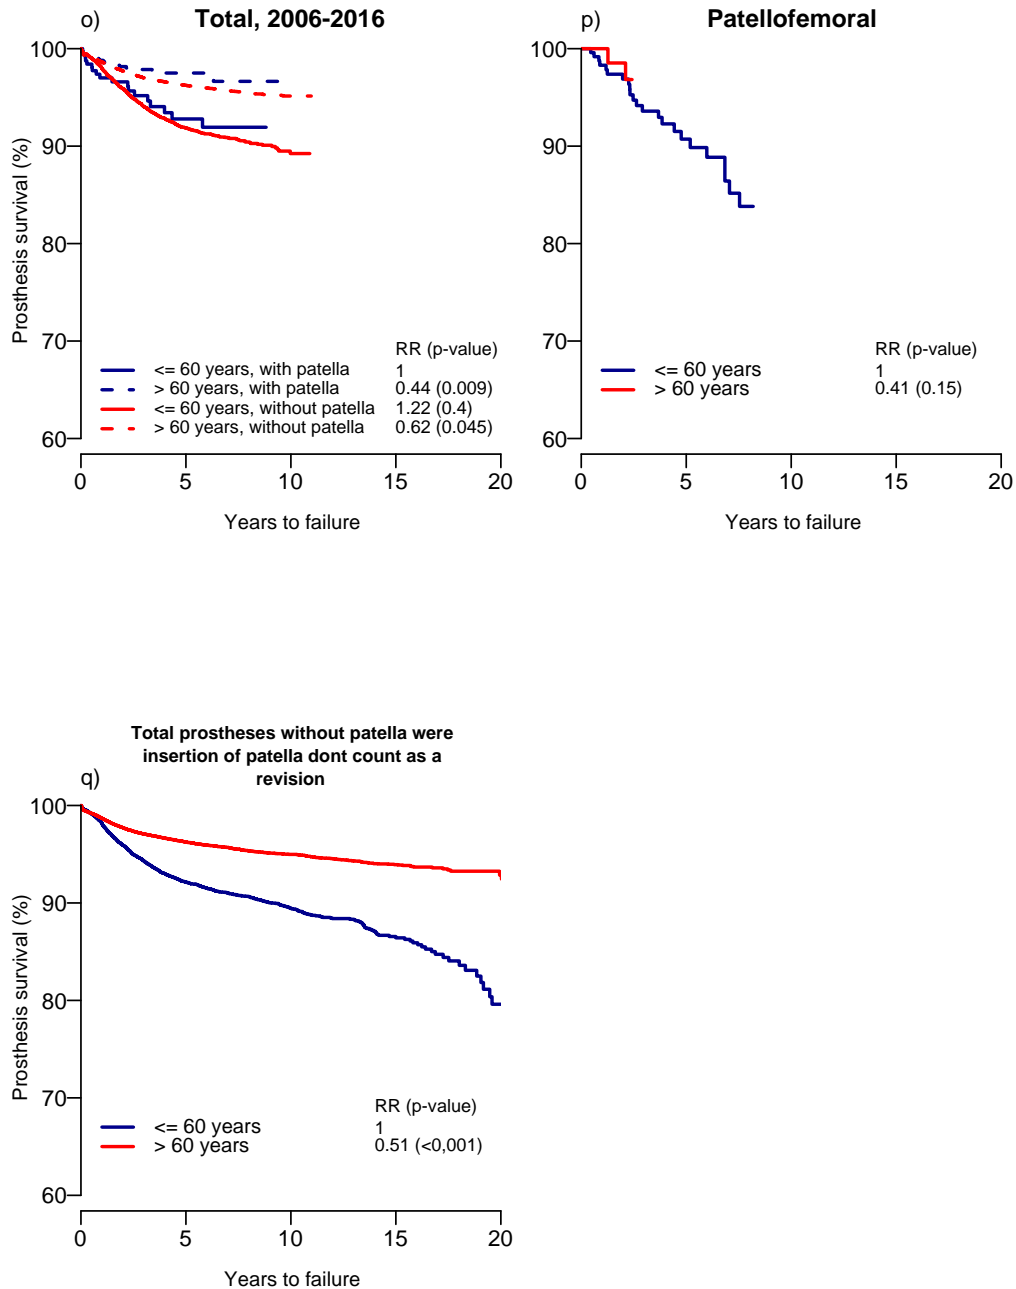 o)
Total, 2006-2016
100
90
80
70
60
Prosthesis survival (%)
RR (p-value)
<= 60 years, with patella 1
> 60 years, with patella 0.44 (0.009)
<= 60 years, without patella 1.22 (0.4)
> 60 years, without patella 0.62 (0.045)
0 5 10 15 20
Years to failure
p)
Patellofemoral
100
90
80
70
60
RR (p-value)
<= 60 years 1
> 60 years 0.41 (0.15)
0 5 10 15 20
Years to failure
Total prostheses without patella were
insertion of patella dont count as a
revision
q)
100
90
80
70
60
Prosthesis survival (%)
RR (p-value)
<= 60 years 1
> 60 years 0.51 (<0,001)
0 5 10 15 20
Years to failure